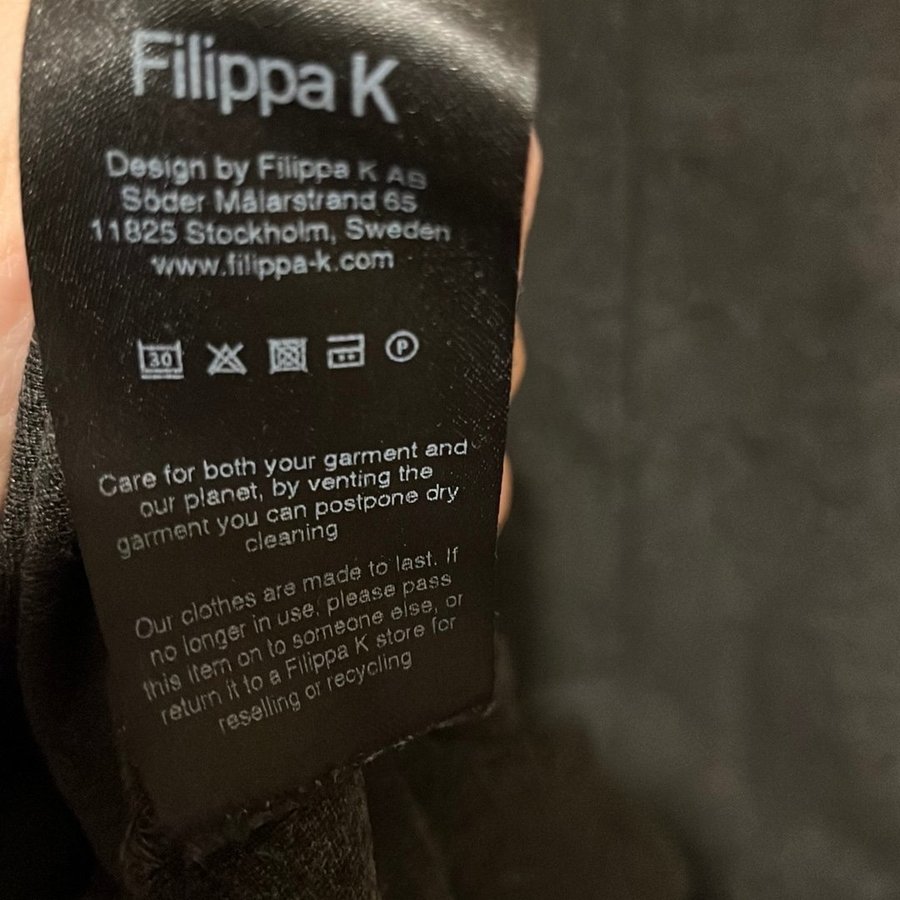 Filippa K
Design by Filippa K AB
Söder Mälarstrand 65
11825 Stockholm, Sweden
www.filippa-k.com
30 P
Care for both your garment and
our planet, by venting the
garment you can postpone dry
cleaning
Our clothes are made to last. If
no longer in use, please pass
this item on to someone else, or
return it to a Filippa K store for
reselling or recycling